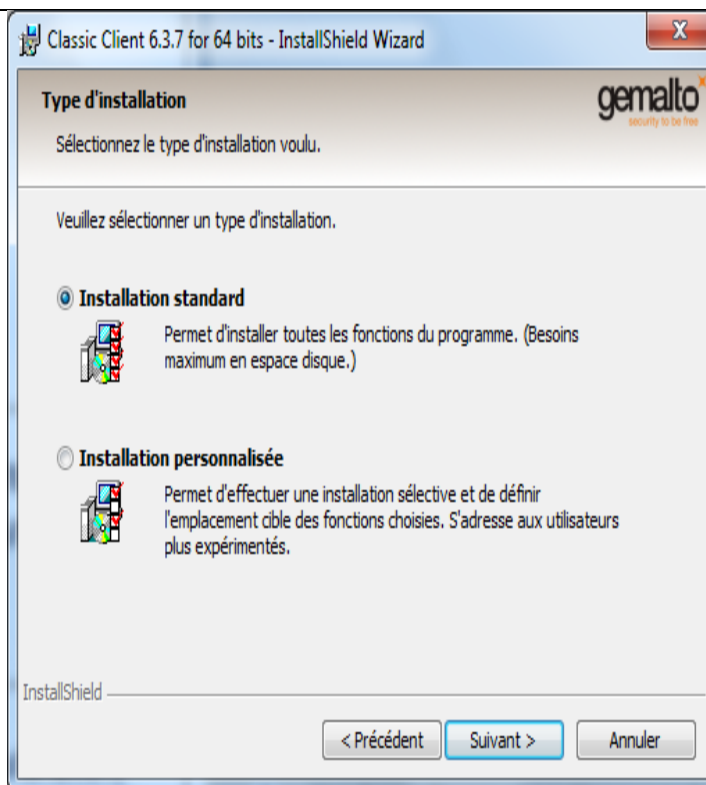 Classic Client 6.3.7 for 64 bits - InstallShield Wizard
X
Type d'installation
gemalto
security to be free
Sélectionnez le type d'installation voulu.
Veuillez sélectionner un type d'installation.
Installation standard
Permet d'installer toutes les fonctions du programme. (Besoins
maximum en espace disque.)
Installation personnalisée
Permet d'effectuer une installation sélective et de définir
l'emplacement cible des fonctions choisies. S'adresse aux utilisateurs
plus expérimentés.
InstallShield
< Précédent
Suivant >
Annuler